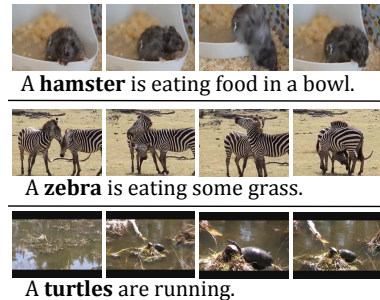 A hamster is eating food in a bowl.
A zebra is eating some grass.
A turtles are running.